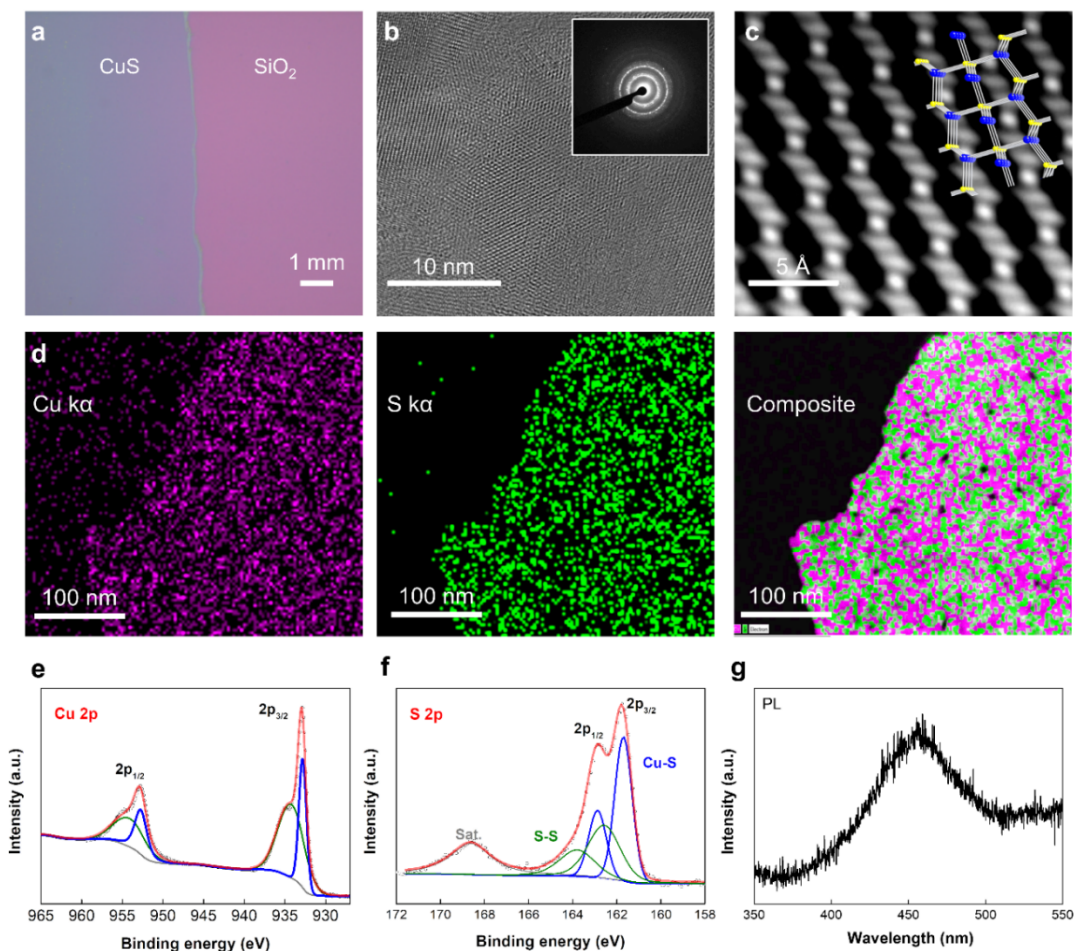 a
CuS
SiO2
1 mm
b
10 nm
c
5 Å
d
Cu kα
100 nm
S kα
100 nm
Composite
100 nm
e
Cu 2p
2p1/2
2p3/2
Intensity (a.u.)
965 960 955 950 945 940 935 930
Binding energy (eV)
f
S 2p
2p1/2
2p3/2
Cu-S
S-S
Sat.
Intensity (a.u.)
172 170 168 166 164 162 160 158
Binding energy (eV)
g
PL
Intensity (a.u.)
350 400 450 500 550
Wavelength (nm)